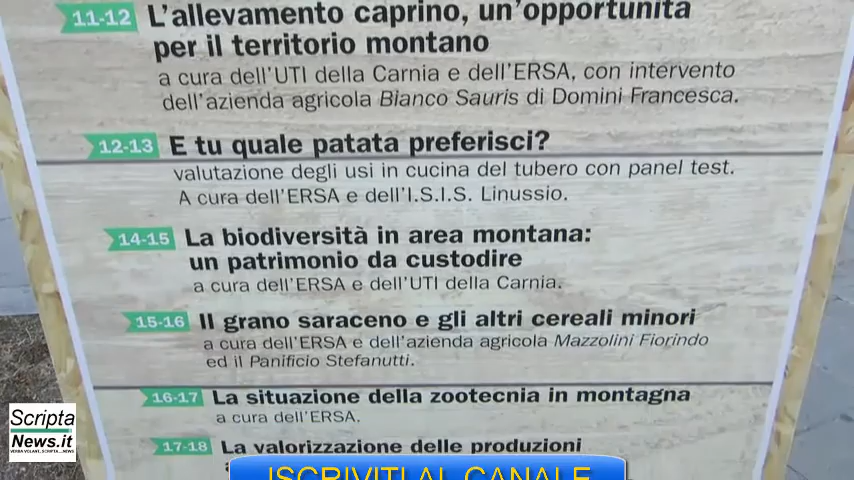 11-12 L'allevamento caprino, un'opportunità
per il territorio montano
a cura dell'UTI della Carnia e dell'ERSA, con intervento
dell'azienda agricola Bianco Sauris di Domini Francesca.
12-13 E tu quale patata preferisci?
valutazione degli usi in cucina del tubero con panel test.
A cura dell'ERSA e dell'I.S.I.S. Linussio.
14-15 La biodiversità in area montana:
un patrimonio da custodire
a cura dell'ERSA e dell'UTI della Carnia.
15-16 Il grano saraceno e gli altri cereali minori
a cura dell'ERSA e dell'azienda agricola Mazzolini Fiorindo
ed il Panificio Stefanutti.
16-17 La situazione della zootecnia in montagna
a cura dell'ERSA.
17-18 La valorizzazione delle produzioni
Scripta
News.it
VERBA VOLANT, SCRIPTA....NEWS
ISCRIVITI AL CANALE